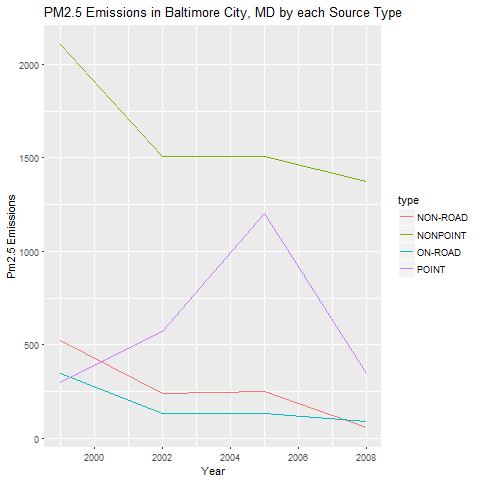 PM2.5 Emissions in Baltimore City, MD by each Source Type
2000
1500
1000
500
0
Pm2.5 Emissions
2000
2002
2004
2006
2008
Year
type
NON-ROAD
NONPOINT
ON-ROAD
POINT